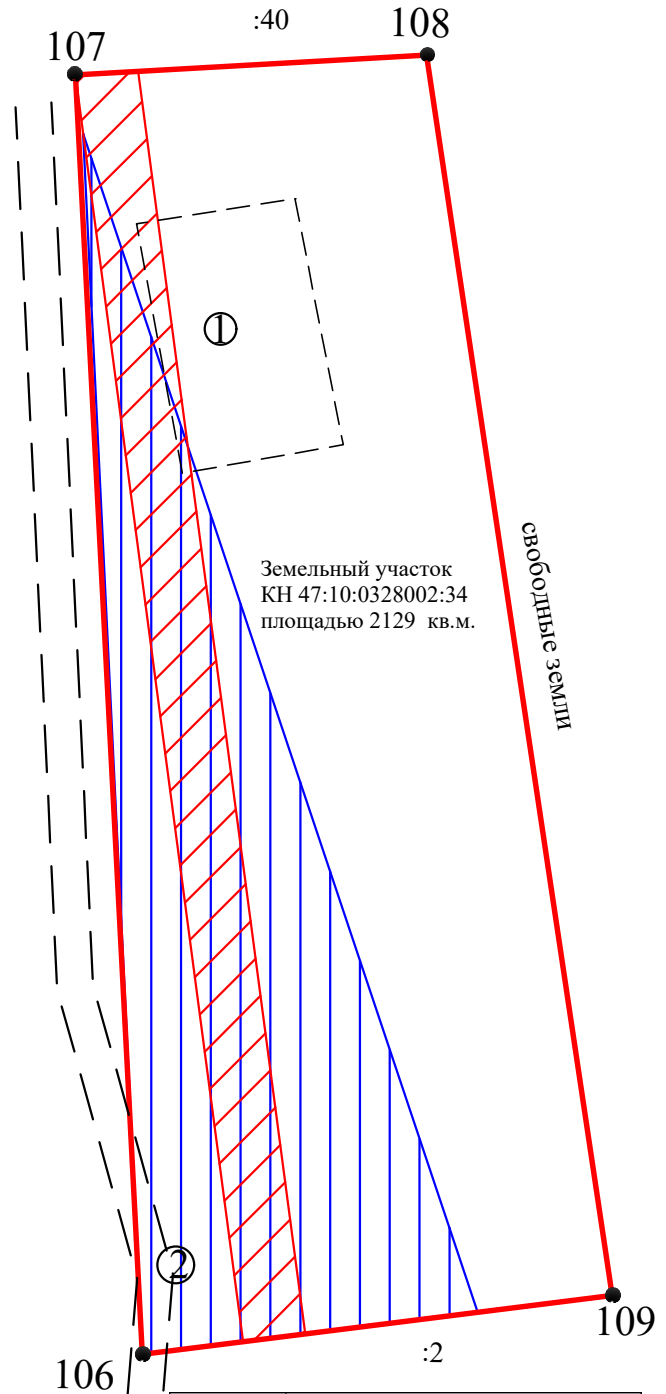 :40
107
108
①
Земельный участок
КН 47:10:0328002:34
площадью 2129 кв.м.
свободные земли
②
109
:2
106